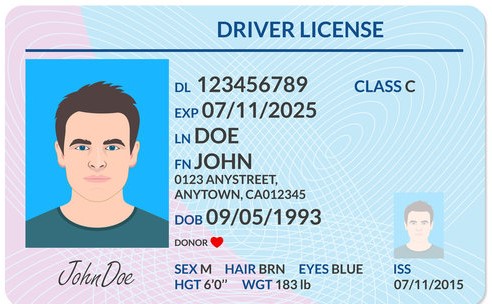 DRIVER LICENSE
DL 123456789 CLASS C
EXP 07/11/2025
LN DOE
FN JOHN
0123 ANYSTREET,
ANYTOWN, CA012345
DOB 09/05/1993
DONOR
JohnDoe
SEX M HAIR BRN EYES BLUE ISS
HGT 6'0'' WGT 183 lb 07/11/2015